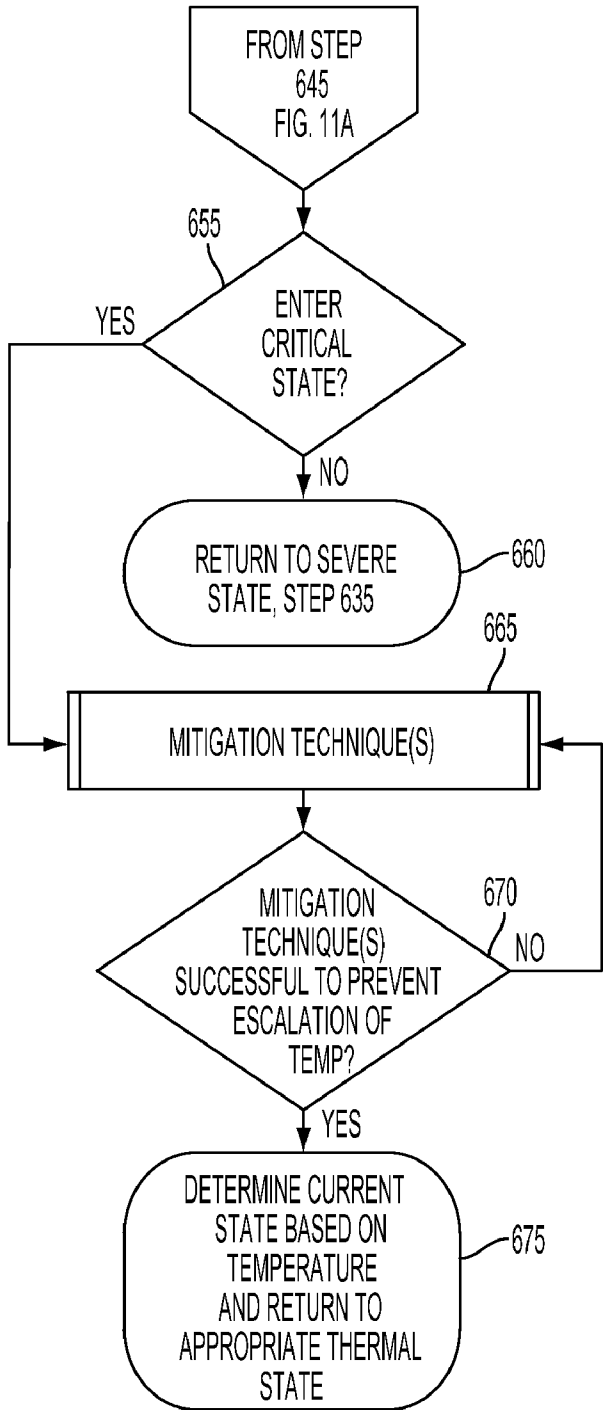 FROM STEP
645
FIG. 11A
655
YES
ENTER
CRITICAL
STATE?
NO
RETURN TO SEVERE
STATE, STEP 635
660
665
MITIGATION TECHNIQUE(S)
MITIGATION
TECHNIQUE(S)
SUCCESSFUL TO PREVENT
ESCALATION OF
TEMP?
670
NO
YES
DETERMINE CURRENT
STATE BASED ON
TEMPERATURE
AND RETURN TO
APPROPRIATE THERMAL
STATE
675